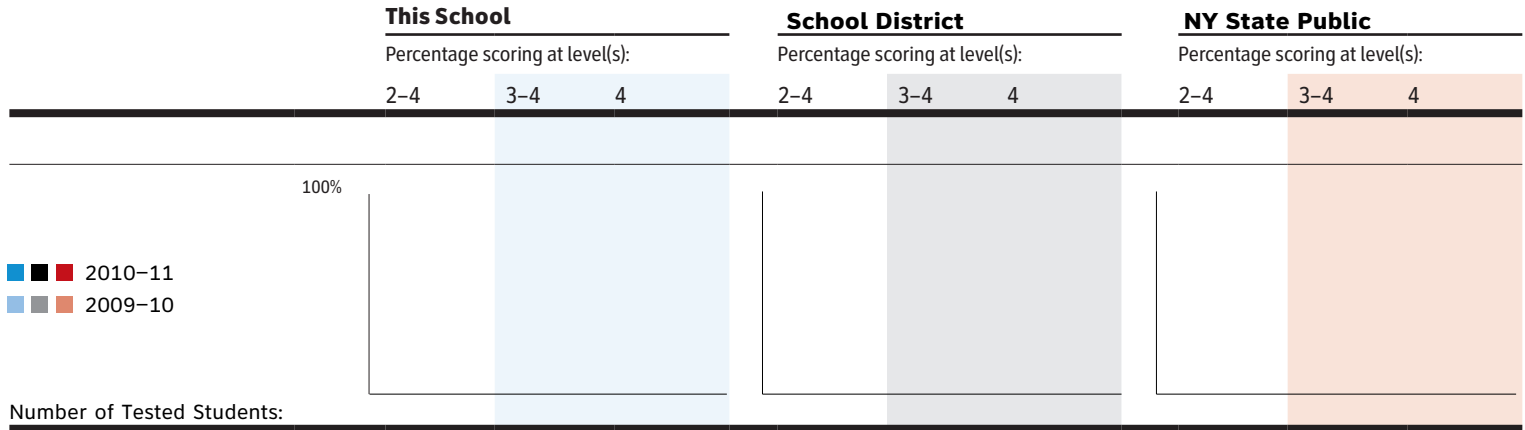 This School School District NY State Public
Percentage scoring at level(s): Percentage scoring at level(s): Percentage scoring at level(s):
2–4 3–4 4 2–4 3–4 4 2–4 3–4 4
100%
2010–11
2009–10
Number of Tested Students: